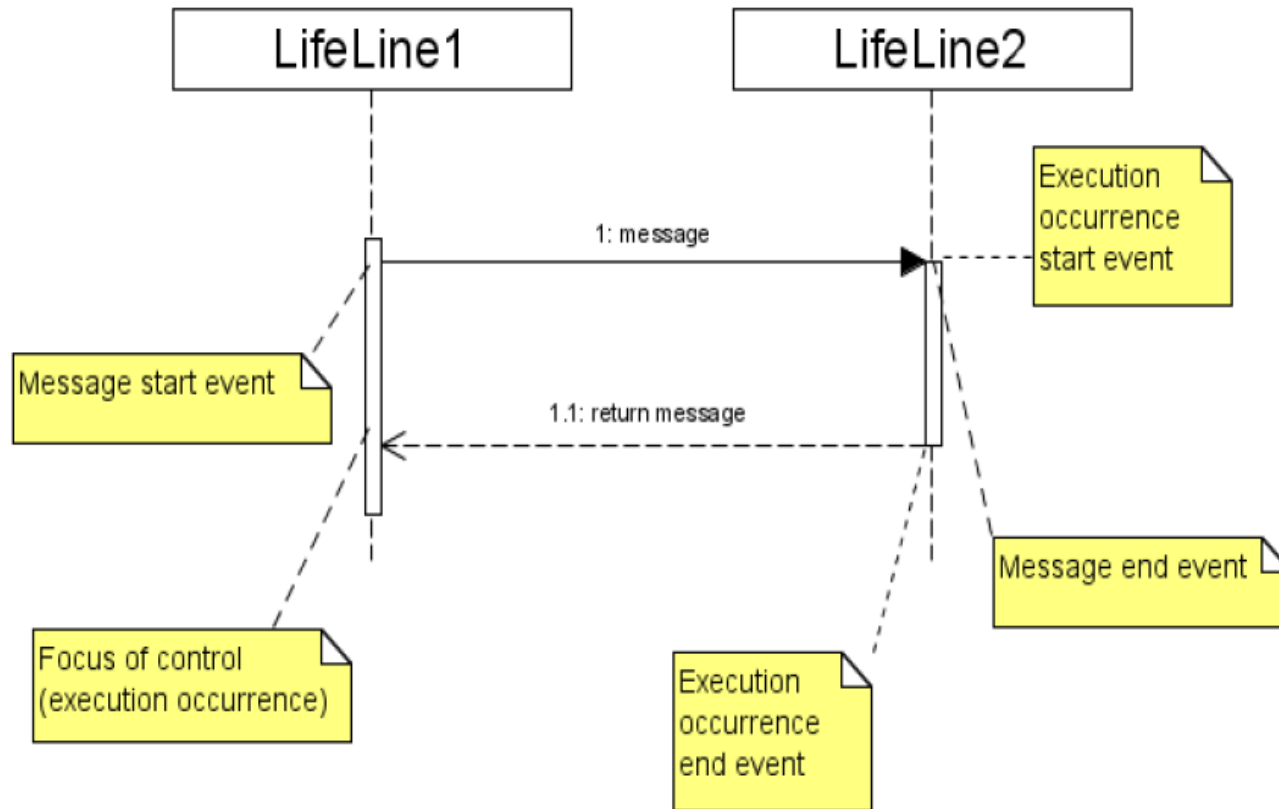 LifeLine1
LifeLine2
Execution
occurrence
start event
1: message
Message start event
1.1: return message
Message end event
Focus of control
(execution occurrence)
Execution
occurrence
end event